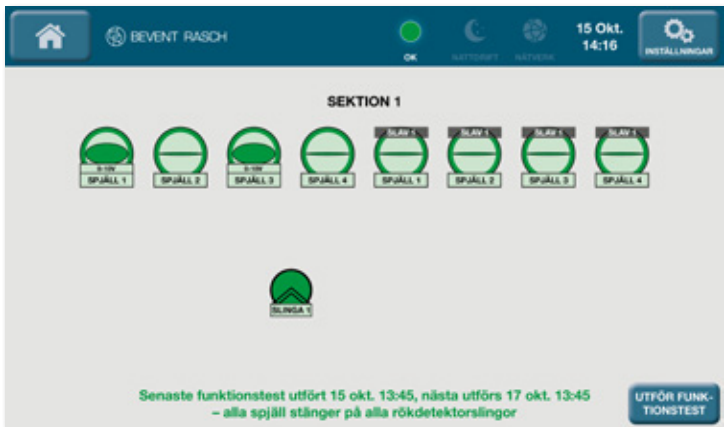 BEVENT RASCH
OK
NATTDRIFT
NÄTVERK
15 Okt.
14:16
INSTÄLLNINGAR
SEKTION 1
SLAV 1 SLAV 1 SLAV 1 SLAV 1
0-10V 0-10V
SPJÄLL 1 SPJÄLL 2 SPJÄLL 3 SPJÄLL 4 SPJÄLL 1 SPJÄLL 2 SPJÄLL 3 SPJÄLL 4
SLINGA 1
Senaste funktionstest utfört 15 okt. 13:45, nästa utförs 17 okt. 13:45
– alla spjäll stänger på alla rökdetektorslingor
UTFÖR FUNK-
TIONSTEST